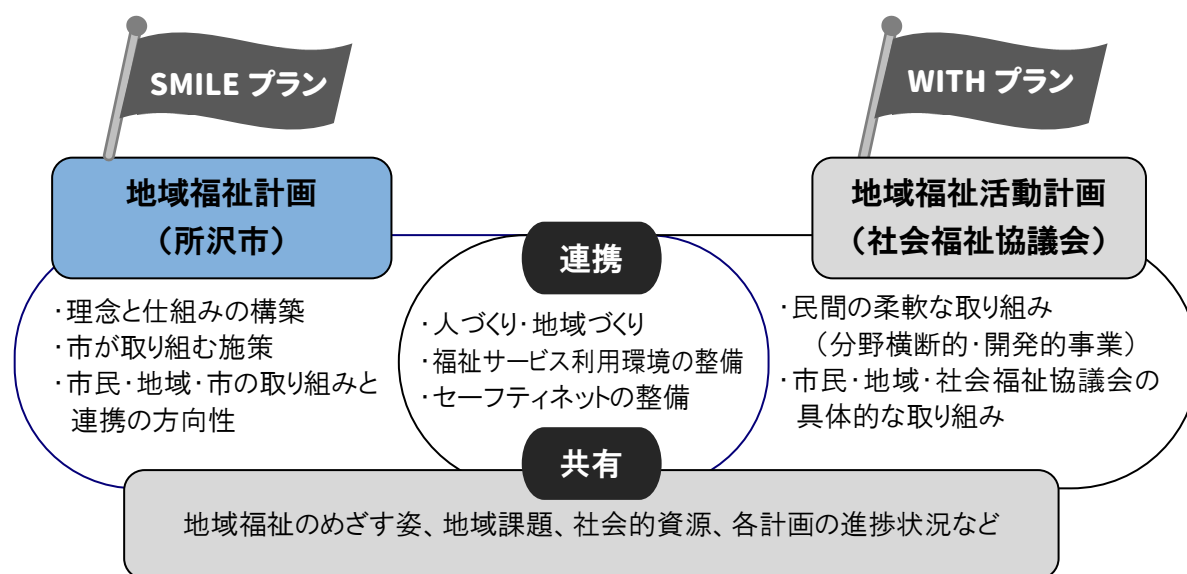 SMILE プラン
WITH プラン
地域福祉計画
（所沢市）
地域福祉活動計画
（社会福祉協議会）
連携
・理念と仕組みの構築
・市が取り組む施策
・市民・地域・市の取り組みと
連携の方向性
・人づくり・地域づくり
・福祉サービス利用環境の整備
・セーフティネットの整備
・民間の柔軟な取り組み
（分野横断的・開発的事業）
・市民・地域・社会福祉協議会の
具体的な取り組み
共有
地域福祉のめざす姿、地域課題、社会的資源、各計画の進捗状況など